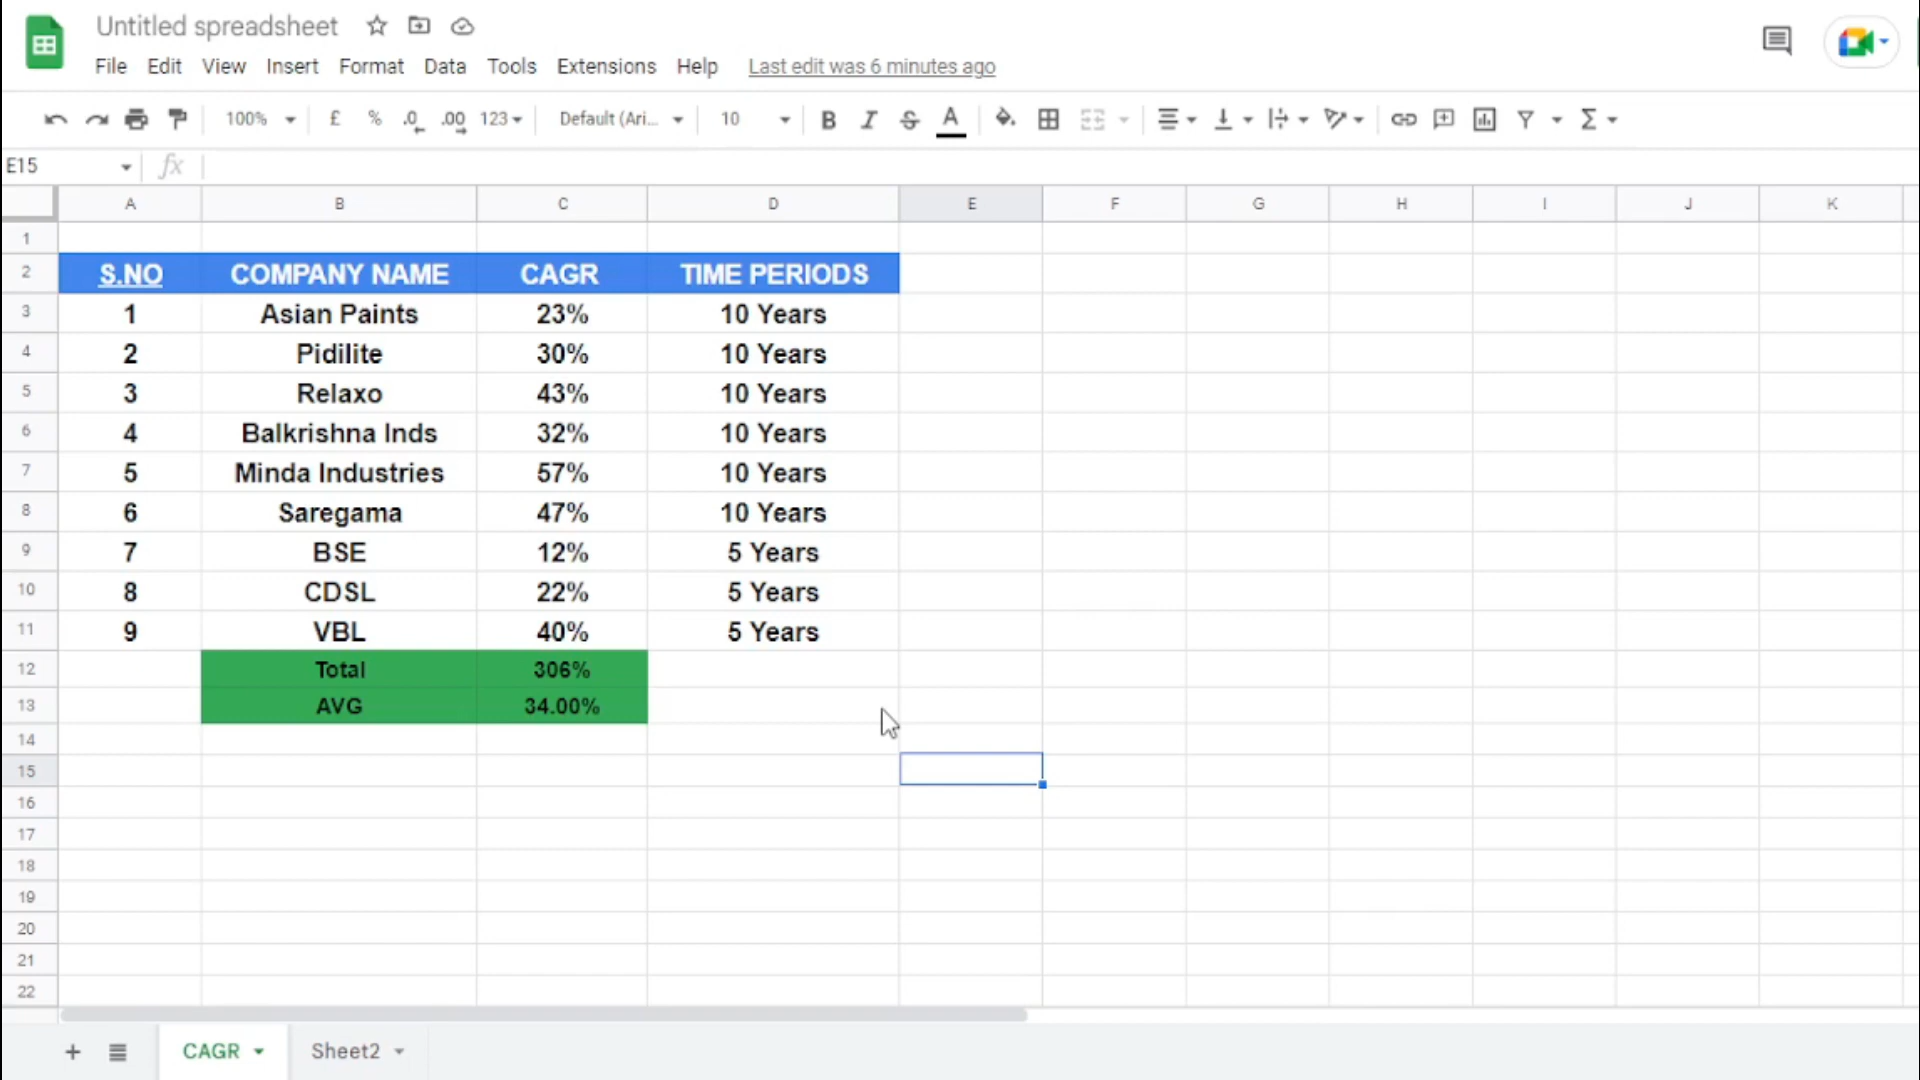 Untitled spreadsheet
File Edit View Insert Format Data Tools Extensions Help Last edit was 6 minutes ago
100% £ % .0 .00 123 Default (Ari... 10 B I S A Σ
E15 fx
A B C D E F G H I J K
1
2 S.NO COMPANY NAME CAGR TIME PERIODS
3 1 Asian Paints 23% 10 Years
4 2 Pidilite 30% 10 Years
5 3 Relaxo 43% 10 Years
6 4 Balkrishna Inds 32% 10 Years
7 5 Minda Industries 57% 10 Years
8 6 Saregama 47% 10 Years
9 7 BSE 12% 5 Years
10 8 CDSL 22% 5 Years
11 9 VBL 40% 5 Years
12 Total 306%
13 AVG 34.00%
14
15
16
17
18
19
20
21
22
+ CAGR Sheet2